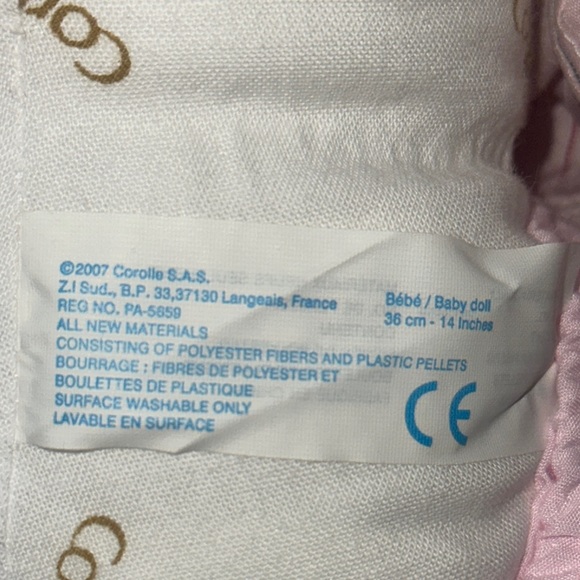 Coro
©2007 Corolle S.A.S.
Z.I Sud., B.P. 33,37130 Langeais, France
REG NO. PA-5659
ALL NEW MATERIALS
CONSISTING OF POLYESTER FIBERS AND PLASTIC PELLETS
BOURRAGE : FIBRES DE POLYESTER ET
BOULETTES DE PLASTIQUE
SURFACE WASHABLE ONLY
LAVABLE EN SURFACE
Bébé / Baby doll
36 cm - 14 Inches
CE
Co